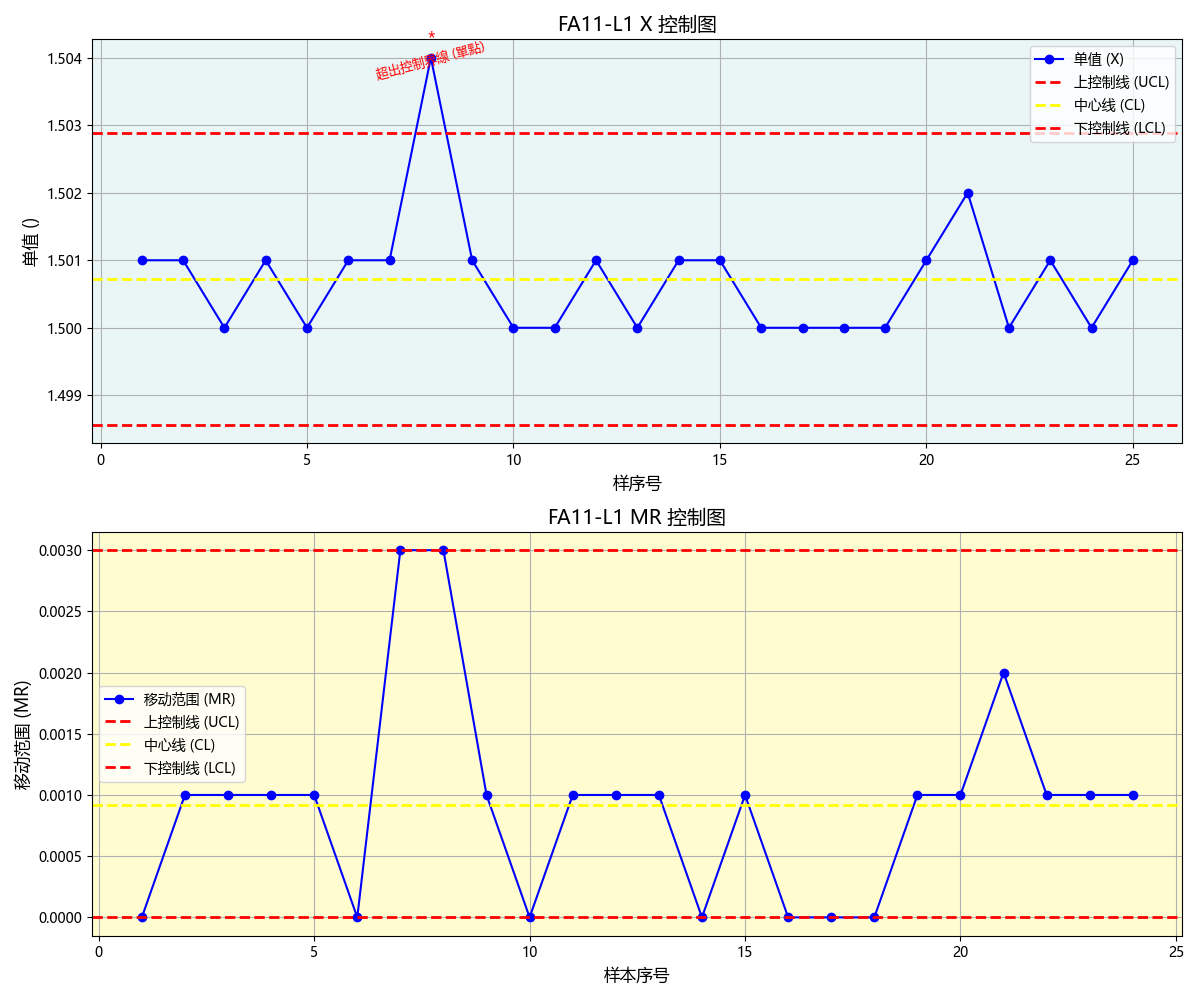 FA11-L1 X 控制图
*
超出控制界線 (單點)
单值 (X)
上控制线 (UCL)
中心线 (CL)
下控制线 (LCL)
1.504
1.503
1.502
1.501
1.500
1.499
单值 ()
0 5 10 15 20 25
样序号
FA11-L1 MR 控制图
0.0030
0.0025
0.0020
0.0015
0.0010
0.0005
0.0000
移动范围 (MR)
移动范围 (MR)
上控制线 (UCL)
中心线 (CL)
下控制线 (LCL)
0 5 10 15 20 25
样本序号